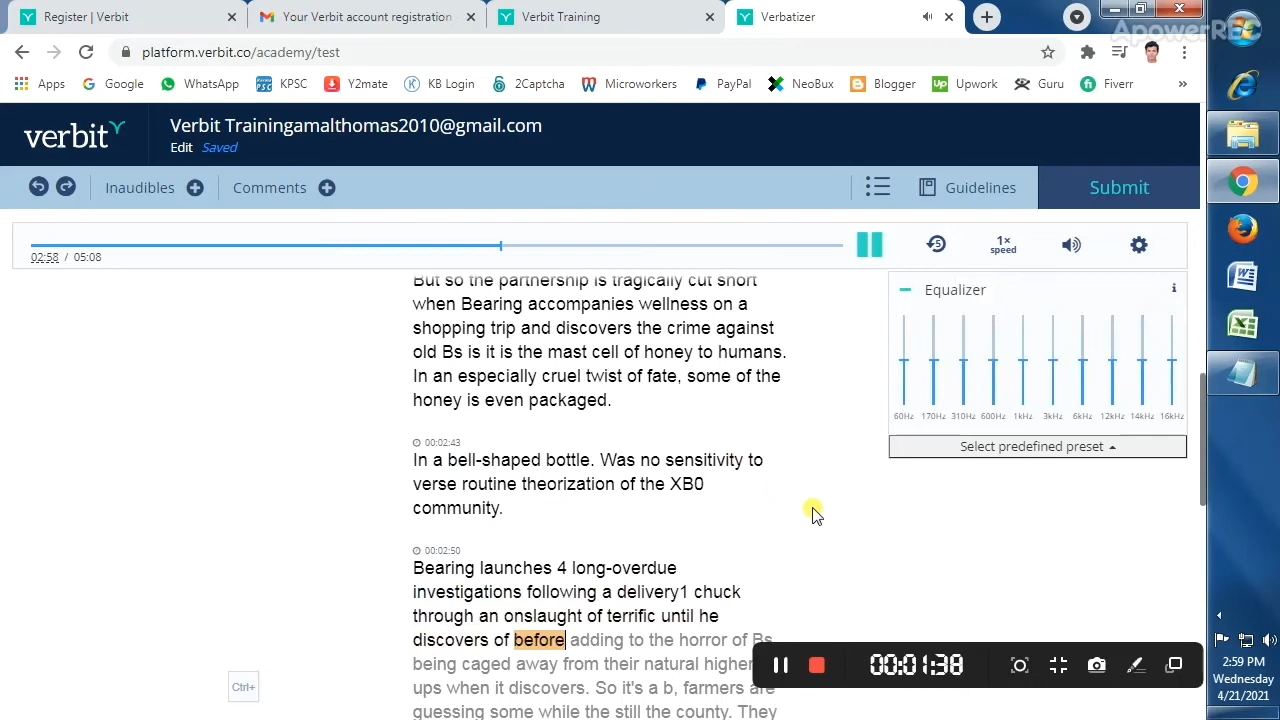 Register | Verbit
Your Verbit account registration
Verbit Training
Verbatizer
ApowerREC
platform.verbit.co/academy/test
Apps Google WhatsApp KPSC Y2mate KB Login 2Captcha Microworkers PayPal NeoBux Blogger Upwork Guru Fiverr »
verbit Verbit Trainingamalthomas2010@gmail.com
Edit Saved
Inaudibles Comments Guidelines Submit
5 1x speed
02:58 / 05:08
But so the partnership is tragically cut short
when Bearing accompanies wellness on a
shopping trip and discovers the crime against
old Bs is it is the mast cell of honey to humans.
In an especially cruel twist of fate, some of the
honey is even packaged.
00:02:43
In a bell-shaped bottle. Was no sensitivity to
verse routine theorization of the XB0
community.
00:02:50
Bearing launches 4 long-overdue
investigations following a delivery1 chuck
through an onslaught of terrific until he
discovers of before adding to the horror of Bs
being caged away from their natural higher
ups when it discovers. So it's a b, farmers are
guessing some while the still the county. They
Equalizer i
60Hz 170Hz 310Hz 600Hz 1kHz 3kHz 6kHz 12kHz 14kHz 16kHz
Select predefined preset
Ctrl+
00:01:38
2:59 PM
Wednesday
4/21/2021